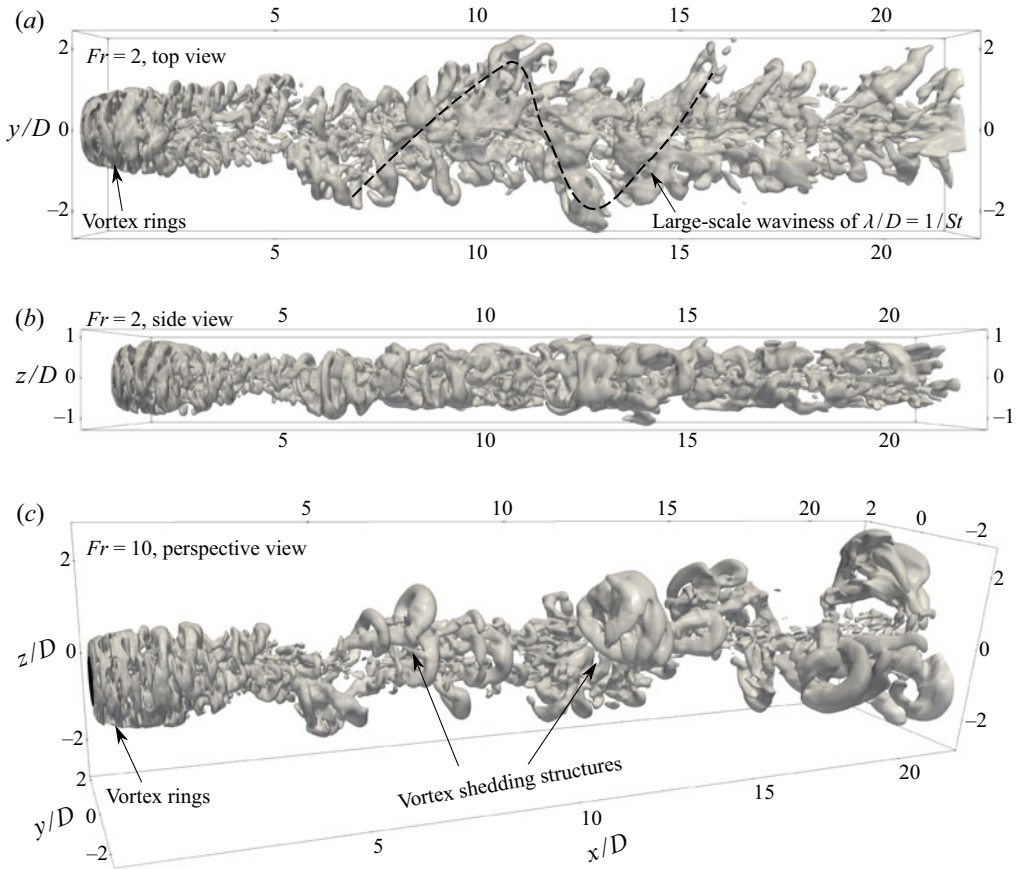 (a)
5 10 15 20
Fr = 2, top view
2 2
y/D 0 0
–2 –2
Vortex rings
Large-scale waviness of λ/D = 1/St
5 10 15 20
(b)
Fr = 2, side view
5 10 15 20
1 1
z/D 0 0
–1 –1
5 10 15 20
(c)
5 10 15 20 2 0 –2
Fr = 10, perspective view
2 2
z/D 0 0
–2 –2
Vortex rings
Vortex shedding structures
2
y/D 0
–2
5 10 15 20
x/D